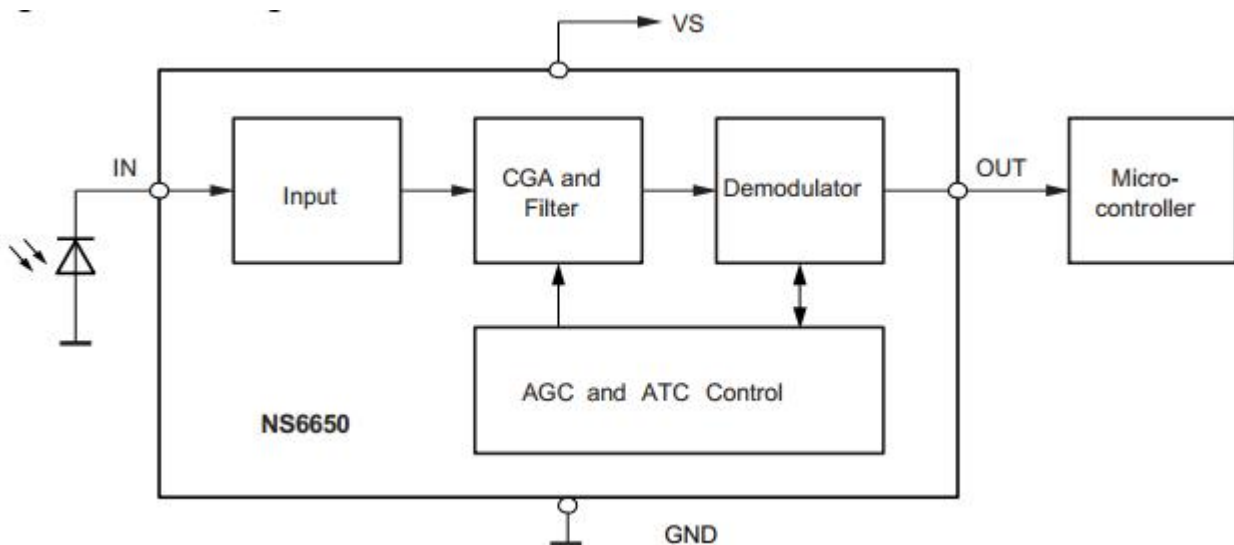 VS
IN
Input
CGA and
Filter
Demodulator
OUT
Micro-
controller
AGC and ATC Control
NS6650
GND